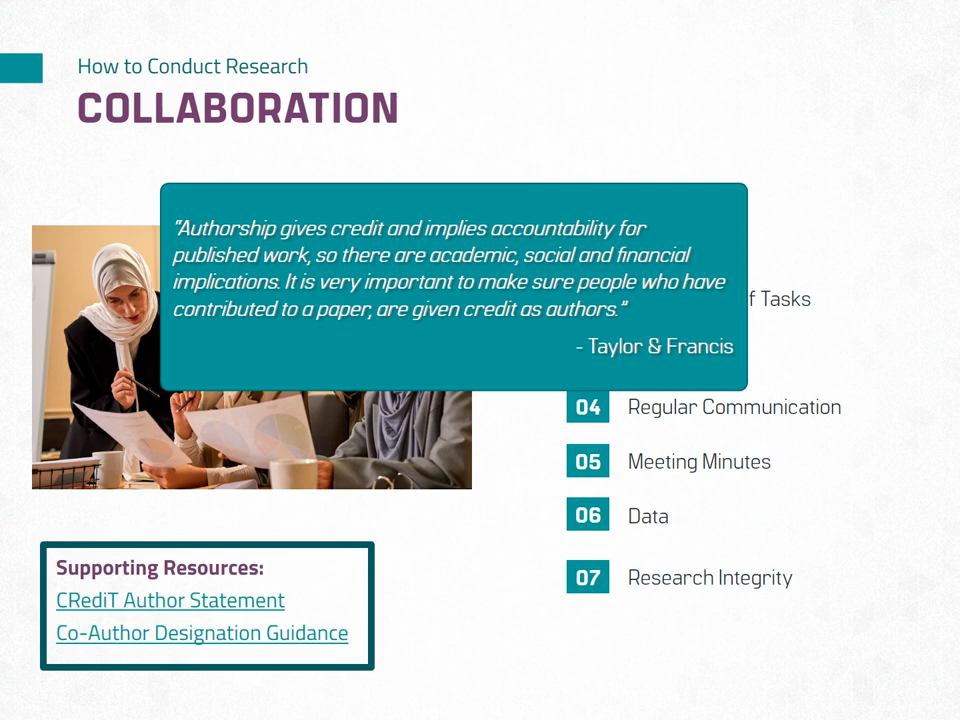 How to Conduct Research
COLLABORATION
"Authorship gives credit and implies accountability for
published work, so there are academic, social and financial
implications. It is very important to make sure people who have
contributed to a paper, are given credit as authors."
- Taylor & Francis
f Tasks
04 Regular Communication
05 Meeting Minutes
06 Data
07 Research Integrity
Supporting Resources:
CRediT Author Statement
Co-Author Designation Guidance